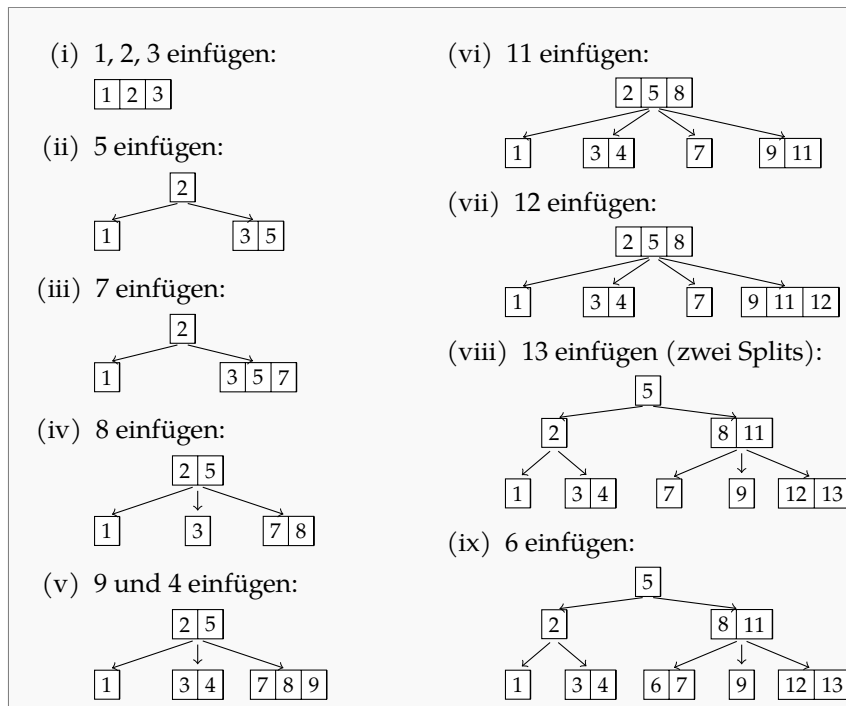 (i) 1, 2, 3 einfügen:
1 2 3
(ii) 5 einfügen:
2
1 3 5
(iii) 7 einfügen:
2
1 3 5 7
(iv) 8 einfügen:
2 5
1 3 7 8
(v) 9 und 4 einfügen:
2 5
1 3 4 7 8 9
(vi) 11 einfügen:
2 5 8
1 3 4 7 9 11
(vii) 12 einfügen:
2 5 8
1 3 4 7 9 11 12
(viii) 13 einfügen (zwei Splits):
5
2 8 11
1 3 4 7 9 12 13
(ix) 6 einfügen:
5
2 8 11
1 3 4 6 7 9 12 13